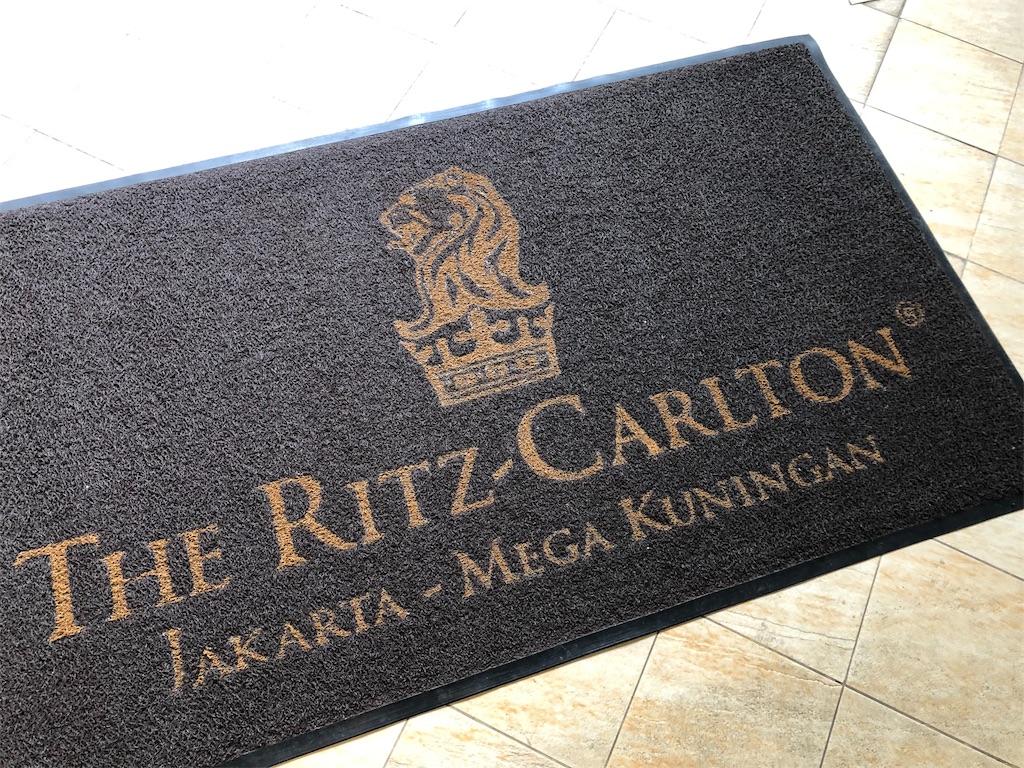 THE RITZ-CARLTON®
JAKARTA - MEGA KUNINGAN